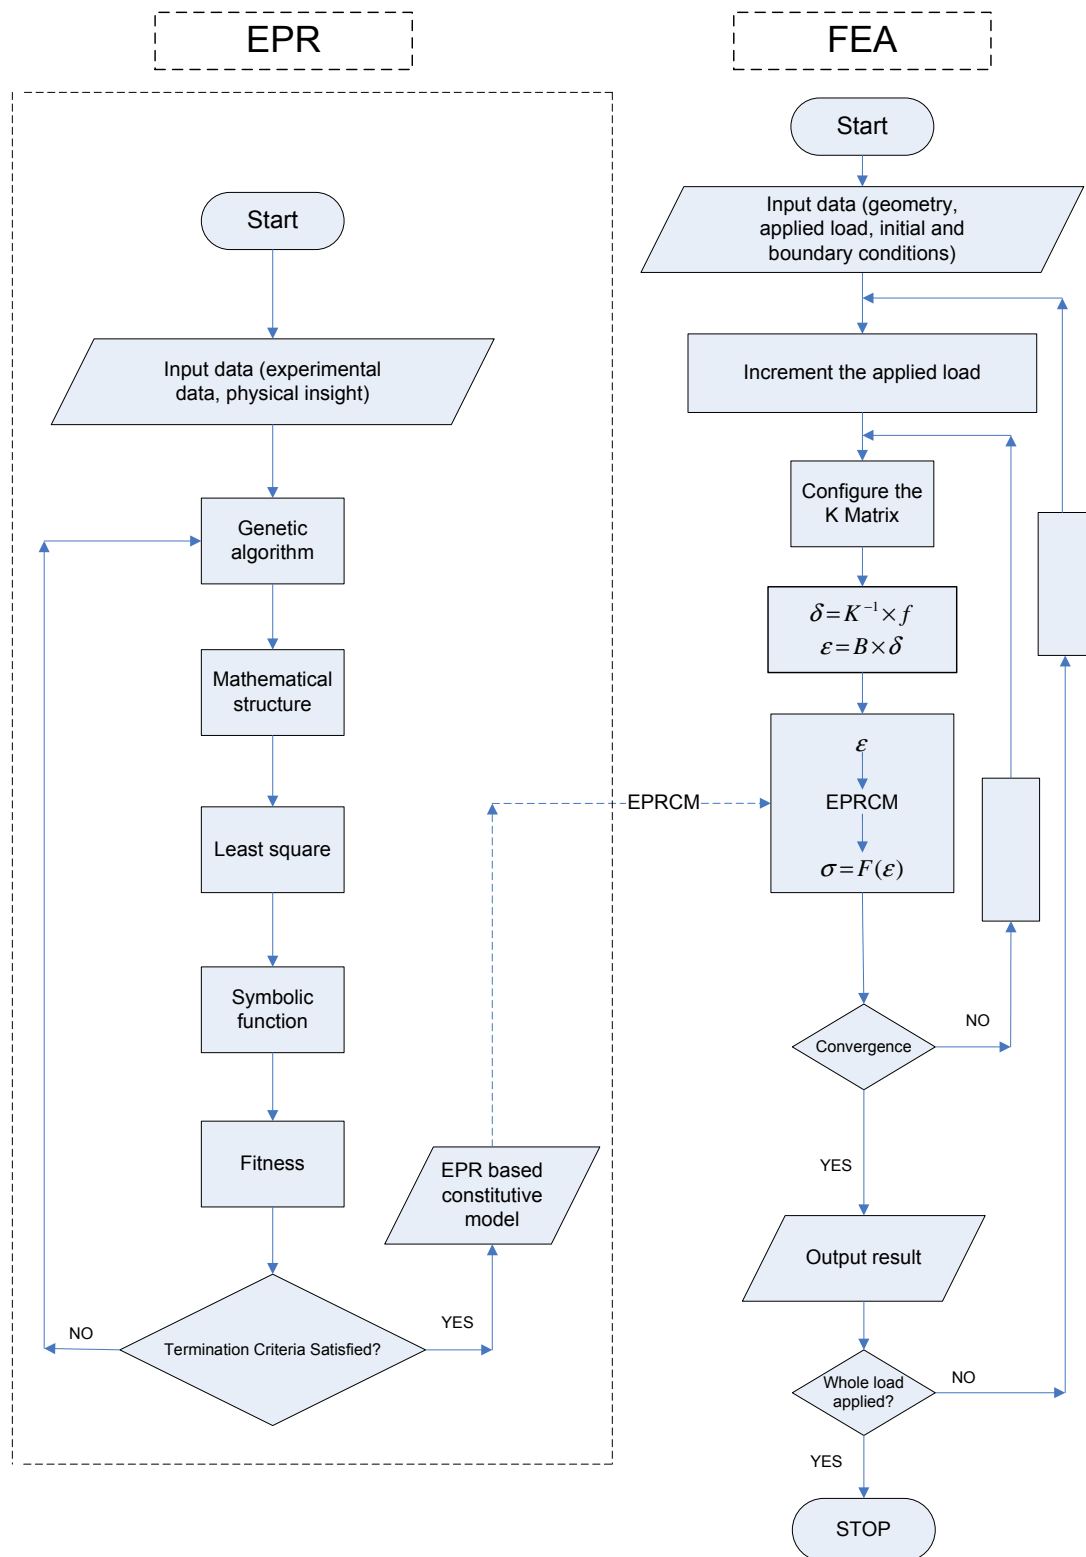 EPR
Start
Input data (experimental
data, physical insight)
Genetic
algorithm
Mathematical
structure
Least square
Symbolic
function
Fitness
Termination Criteria Satisfied?
NO
YES
EPR based
constitutive
model
EPRCM
FEA
Start
Input data (geometry,
applied load, initial and
boundary conditions)
Increment the applied load
Configure the
K Matrix
δ=K⁻¹×f
ε=B×δ
ε
EPRCM
σ=F(ε)
Convergence
NO
YES
Output result
Whole load
applied?
NO
YES
STOP